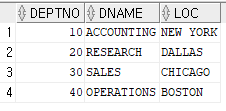 DEPTNO DNAME LOC
1 10 ACCOUNTING NEW YORK
2 20 RESEARCH DALLAS
3 30 SALES CHICAGO
4 40 OPERATIONS BOSTON